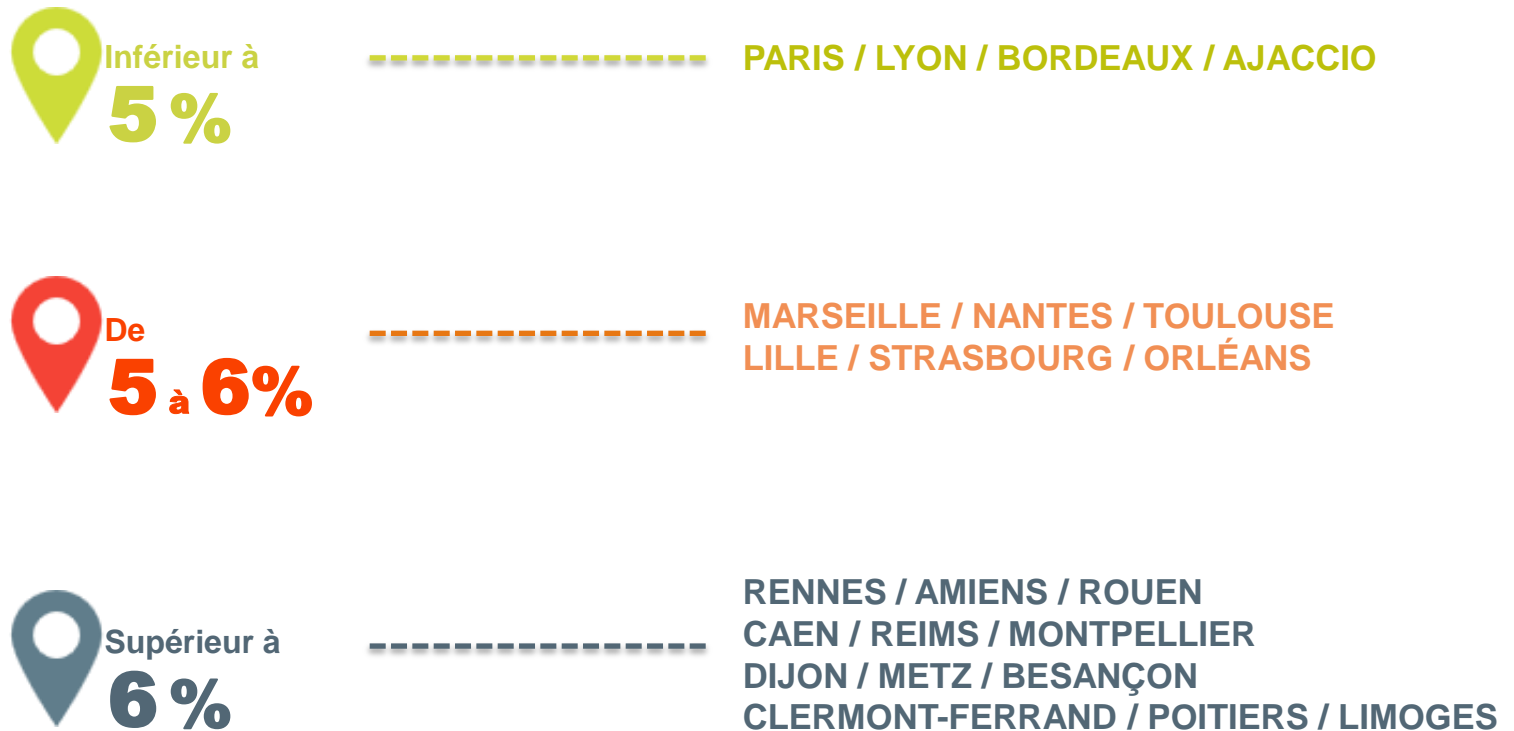 Inférieur à
5 %
PARIS / LYON / BORDEAUX / AJACCIO
De
5 à 6%
MARSEILLE / NANTES / TOULOUSE
LILLE / STRASBOURG / ORLÉANS
Supérieur à
6 %
RENNES / AMIENS / ROUEN
CAEN / REIMS / MONTPELLIER
DIJON / METZ / BESANÇON
CLERMONT-FERRAND / POITIERS / LIMOGES